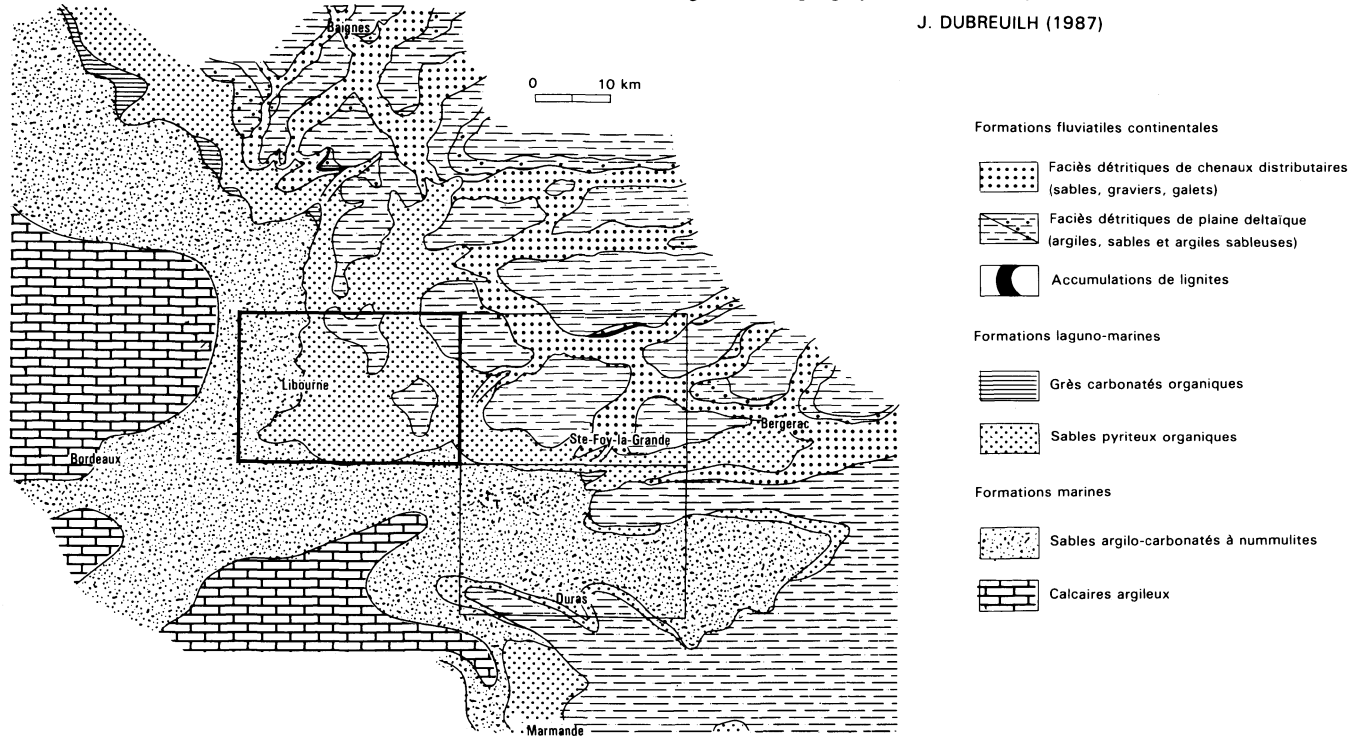 J. DUBREUILH (1987)
Baignes
0 10 km
Libourne
Bordeaux
Ste-Foy-la-Grande
Bergerac
Duras
Marmande
Formations fluviatiles continentales
Faciès détritiques de chenaux distributaires
(sables, graviers, galets)
Faciès détritiques de plaine deltaïque
(argiles, sables et argiles sableuses)
Accumulations de lignites
Formations laguno-marines
Grès carbonatés organiques
Sables pyriteux organiques
Formations marines
Sables argilo-carbonatés à nummulites
Calcaires argileux